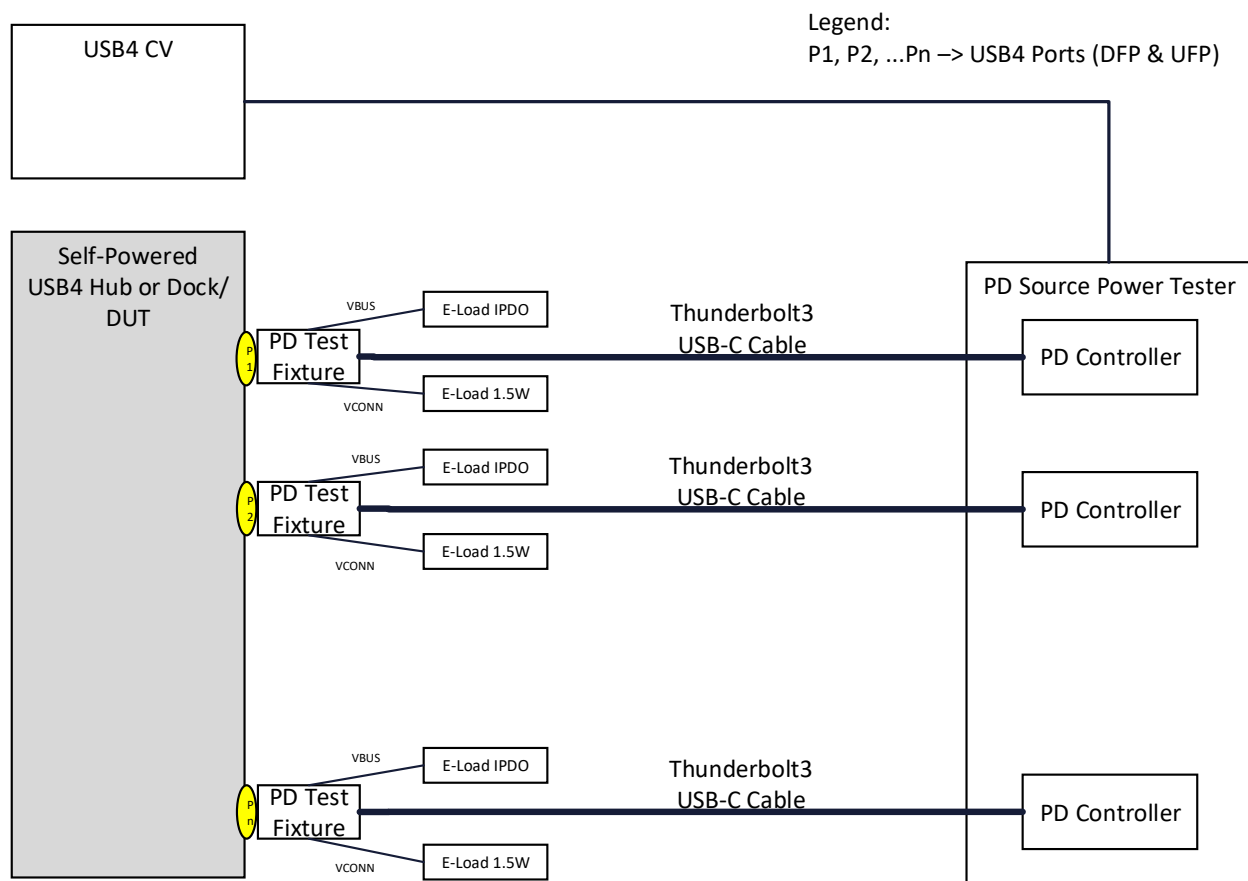 USB4 CV
Legend:
P1, P2, ...Pn –> USB4 Ports (DFP & UFP)
Self-Powered
USB4 Hub or Dock/
DUT
PD Source Power Tester
P
1
PD Test
Fixture
VBUS
E-Load IPDO
VCONN
E-Load 1.5W
Thunderbolt3
USB-C Cable
PD Controller
P
2
PD Test
Fixture
VBUS
E-Load IPDO
VCONN
E-Load 1.5W
Thunderbolt3
USB-C Cable
PD Controller
P
n
PD Test
Fixture
VBUS
E-Load IPDO
VCONN
E-Load 1.5W
Thunderbolt3
USB-C Cable
PD Controller